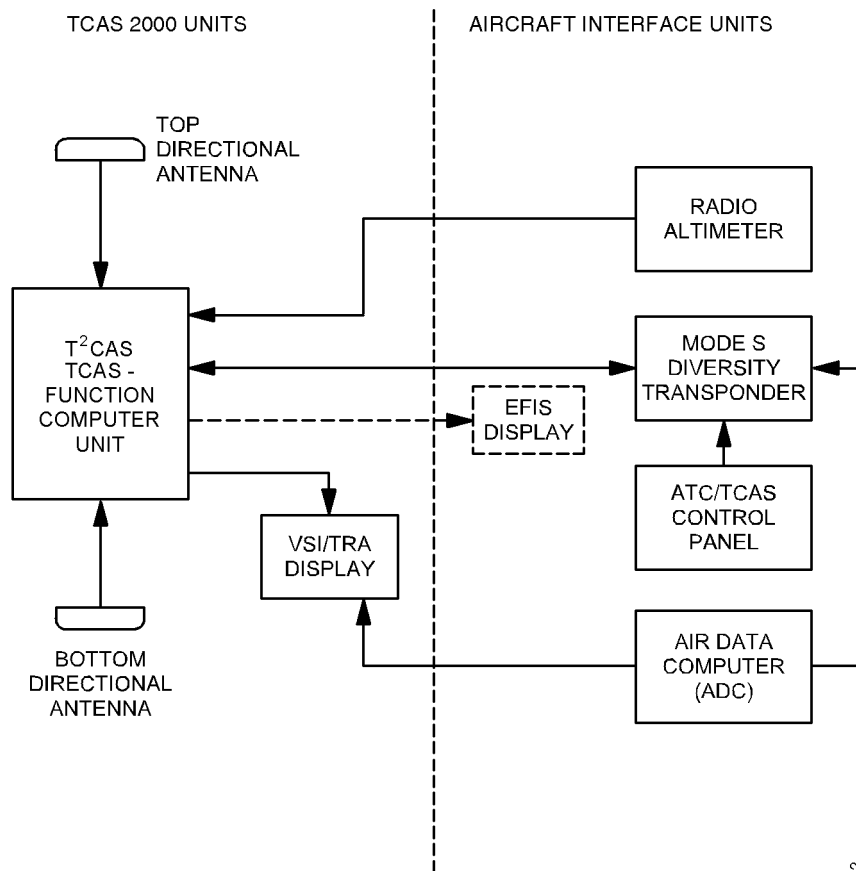 TCAS 2000 UNITS
AIRCRAFT INTERFACE UNITS
TOP
DIRECTIONAL
ANTENNA
RADIO
ALTIMETER
T²CAS
TCAS -
FUNCTION
COMPUTER
UNIT
MODE S
DIVERSITY
TRANSPONDER
EFIS
DISPLAY
ATC/TCAS
CONTROL
PANEL
VSI/TRA
DISPLAY
AIR DATA
COMPUTER
(ADC)
BOTTOM
DIRECTIONAL
ANTENNA